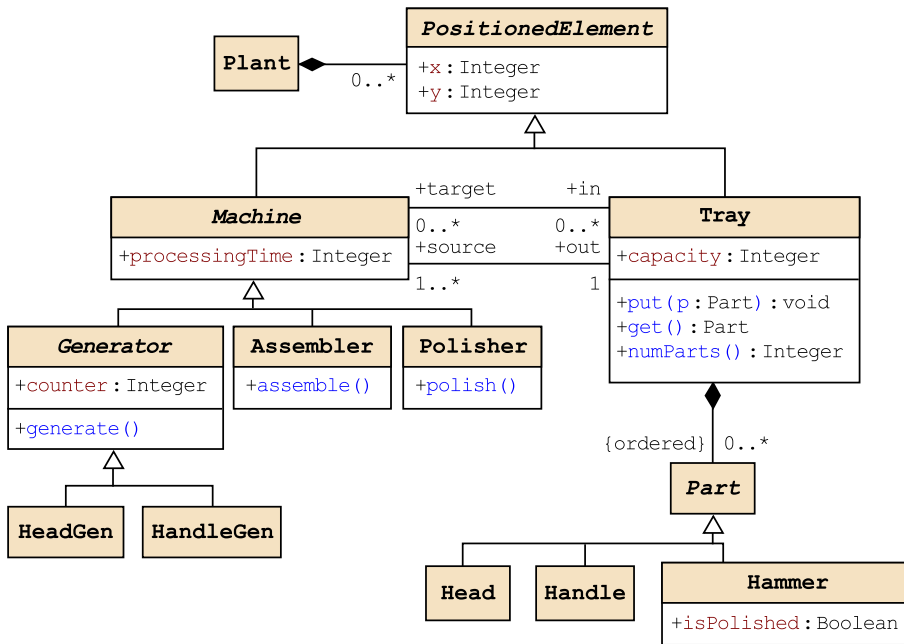 PositionedElement
Plant
+x:Integer
0..*
+y:Integer
+target
+in
Machine
Tray
0..*
0..*
+processingTime:Integer
+source
+out
+capacity:Integer
1..*
1
+put(p:Part):void
+get():Part
+numParts():Integer
Generator
Assembler
Polisher
+counter:Integer
+assemble()
+polish()
+generate()
{ordered}
0..*
Part
HeadGen
HandleGen
Head
Handle
Hammer
+isPolished:Boolean